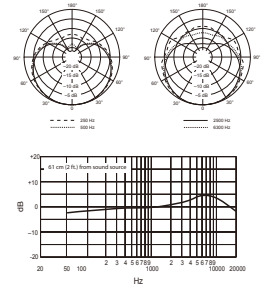 180°
150° 150°
120° 120°
90° 90°
60° 60°
30° 30°
0
–20 dB
–15 dB
–10 dB
–5 dB
250 Hz
500 Hz
180°
150° 150°
120° 120°
90° 90°
60° 60°
30° 30°
0
–20 dB
–15 dB
–10 dB
–5 dB
2500 Hz
6300 Hz
+20
+10
0
–10
-20
dB
61 cm (2 ft.) from sound source
2 3 4 5 6 7 8 9 2 3 4 5 6 7 8 9
20 50 100 1000 10000 20000
Hz